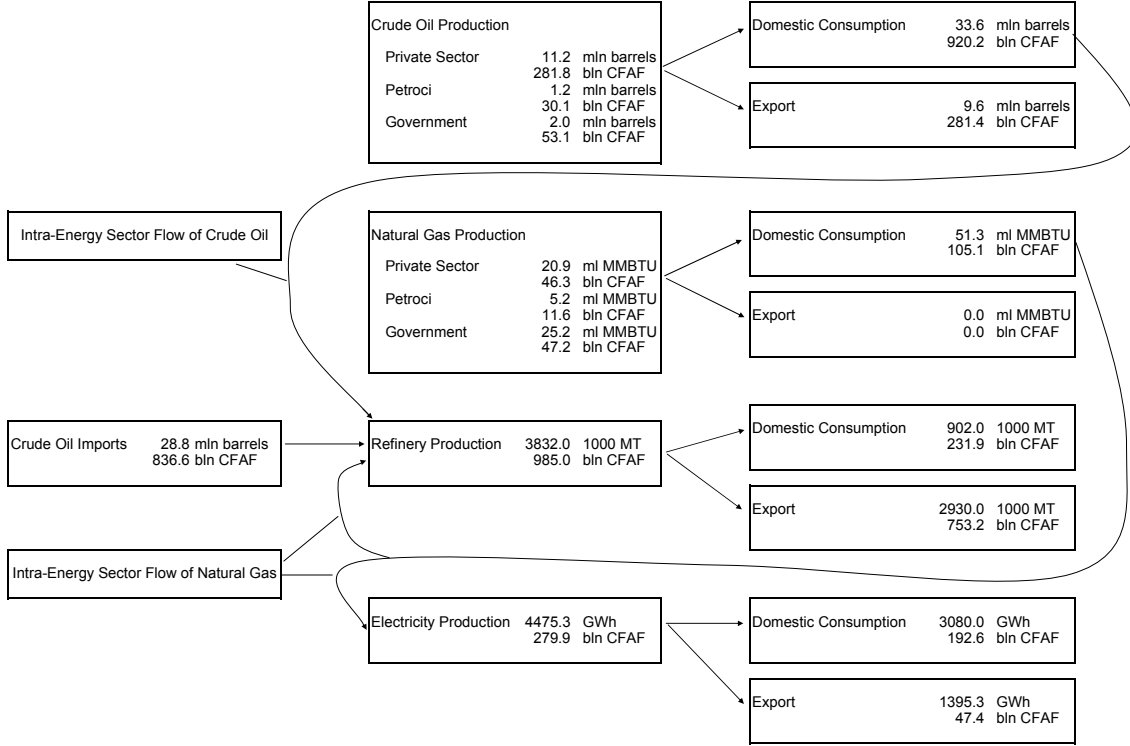 Crude Oil Production
Private Sector 11.2 mln barrels
281.8 bln CFAF
Petroci 1.2 mln barrels
30.1 bln CFAF
Government 2.0 mln barrels
53.1 bln CFAF
Domestic Consumption 33.6 mln barrels
920.2 bln CFAF
Export 9.6 mln barrels
281.4 bln CFAF
Intra-Energy Sector Flow of Crude Oil
Natural Gas Production
Private Sector 20.9 ml MMBTU
46.3 bln CFAF
Petroci 5.2 ml MMBTU
11.6 bln CFAF
Government 25.2 ml MMBTU
47.2 bln CFAF
Domestic Consumption 51.3 ml MMBTU
105.1 bln CFAF
Export 0.0 ml MMBTU
0.0 bln CFAF
Crude Oil Imports 28.8 mln barrels
836.6 bln CFAF
Refinery Production 3832.0 1000 MT
985.0 bln CFAF
Domestic Consumption 902.0 1000 MT
231.9 bln CFAF
Export 2930.0 1000 MT
753.2 bln CFAF
Intra-Energy Sector Flow of Natural Gas
Electricity Production 4475.3 GWh
279.9 bln CFAF
Domestic Consumption 3080.0 GWh
192.6 bln CFAF
Export 1395.3 GWh
47.4 bln CFAF